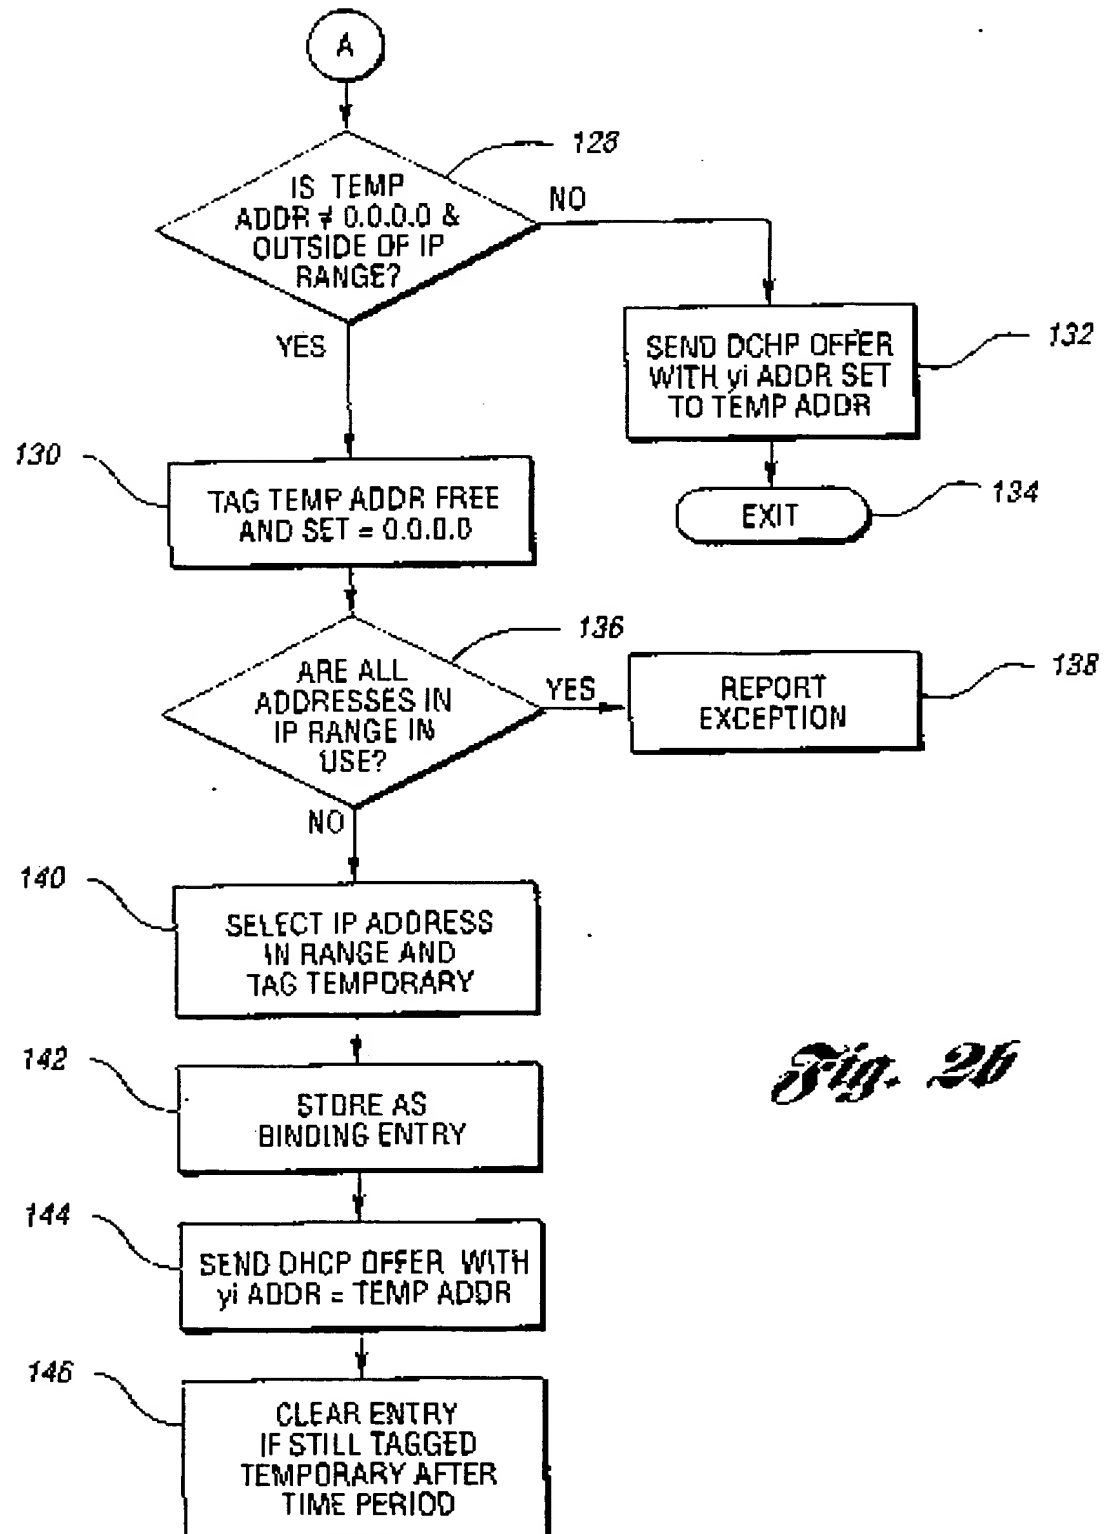 A
128
IS TEMP
ADDR ≠ 0.0.0.0 &
OUTSIDE OF IP
RANGE?
NO
YES
SEND DCHP OFFER
WITH yi ADDR SET
TO TEMP ADDR
132
130
TAG TEMP ADDR FREE
AND SET = 0.0.0.0
EXIT
134
136
ARE ALL
ADDRESSES IN
IP RANGE IN
USE?
YES
REPORT
EXCEPTION
138
NO
140
SELECT IP ADDRESS
IN RANGE AND
TAG TEMPORARY
142
STORE AS
BINDING ENTRY
Fig. 2b
144
SEND DHCP OFFER WITH
yi ADDR = TEMP ADDR
146
CLEAR ENTRY
IF STILL TAGGED
TEMPORARY AFTER
TIME PERIOD